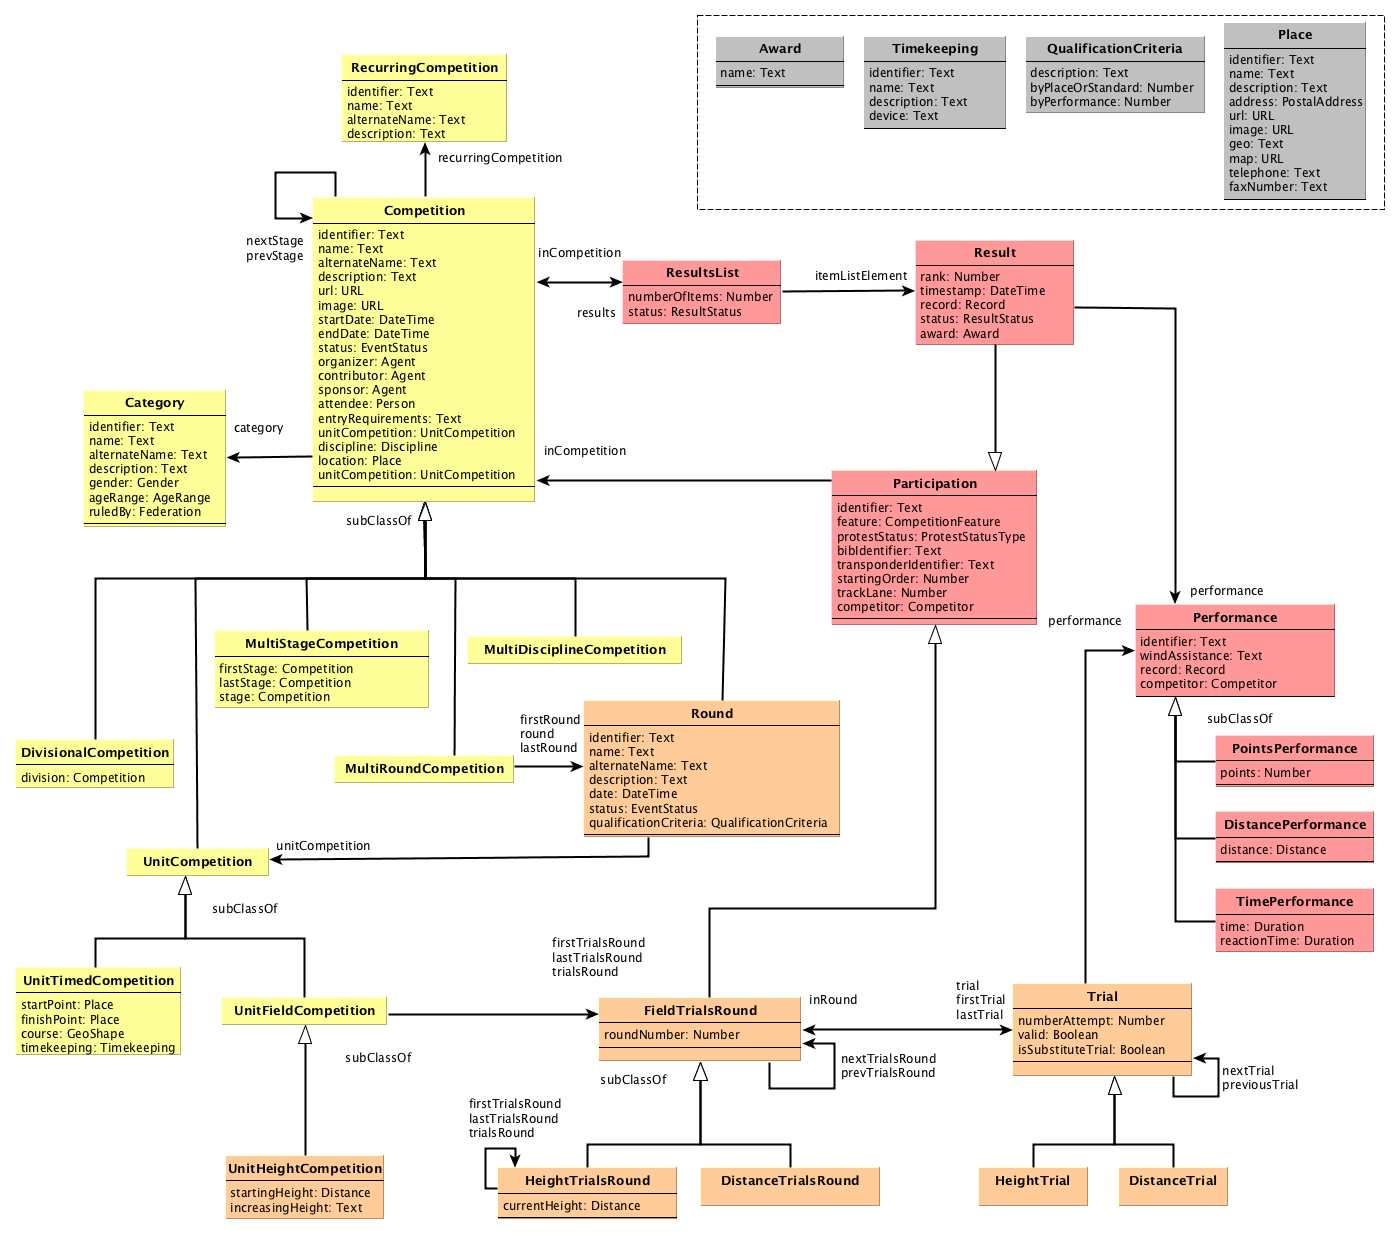 Award
name: Text
Timekeeping
identifier: Text
name: Text
description: Text
device: Text
QualificationCriteria
description: Text
byPlaceOrStandard: Number
byPerformance: Number
Place
identifier: Text
name: Text
description: Text
address: PostalAddress
url: URL
image: URL
geo: Text
map: URL
telephone: Text
faxNumber: Text
RecurringCompetition
identifier: Text
name: Text
alternateName: Text
description: Text
recurringCompetition
nextStage
prevStage
Competition
identifier: Text
name: Text
alternateName: Text
description: Text
url: URL
image: URL
startDate: DateTime
endDate: DateTime
status: EventStatus
organizer: Agent
contributor: Agent
sponsor: Agent
attendee: Person
entryRequirements: Text
unitCompetition: UnitCompetition
discipline: Discipline
location: Place
unitCompetition: UnitCompetition
inCompetition
results
ResultsList
numberOfItems: Number
status: ResultStatus
itemListElement
Result
rank: Number
timestamp: DateTime
record: Record
status: ResultStatus
award: Award
Category
identifier: Text
name: Text
alternateName: Text
description: Text
gender: Gender
ageRange: AgeRange
ruledBy: Federation
category
inCompetition
Participation
identifier: Text
feature: CompetitionFeature
protestStatus: ProtestStatusType
bibIdentifier: Text
transponderIdentifier: Text
startingOrder: Number
trackLane: Number
competitor: Competitor
subClassOf
performance
performance
Performance
identifier: Text
windAssistance: Text
record: Record
competitor: Competitor
subClassOf
PointsPerformance
points: Number
DistancePerformance
distance: Distance
TimePerformance
time: Duration
reactionTime: Duration
MultiStageCompetition
firstStage: Competition
lastStage: Competition
stage: Competition
MultiDisciplineCompetition
DivisionalCompetition
division: Competition
MultiRoundCompetition
firstRound
round
lastRound
Round
identifier: Text
name: Text
alternateName: Text
description: Text
date: DateTime
status: EventStatus
qualificationCriteria: QualificationCriteria
unitCompetition
UnitCompetition
subClassOf
UnitTimedCompetition
startPoint: Place
finishPoint: Place
course: GeoShape
timekeeping: Timekeeping
UnitFieldCompetition
subClassOf
firstTrialsRound
lastTrialsRound
trialsRound
FieldTrialsRound
roundNumber: Number
inRound
trial
firstTrial
lastTrial
Trial
numberAttempt: Number
valid: Boolean
isSubstituteTrial: Boolean
nextTrialsRound
prevTrialsRound
nextTrial
previousTrial
subClassOf
firstTrialsRound
lastTrialsRound
trialsRound
UnitHeightCompetition
startingHeight: Distance
increasingHeight: Text
HeightTrialsRound
currentHeight: Distance
DistanceTrialsRound
HeightTrial
DistanceTrial